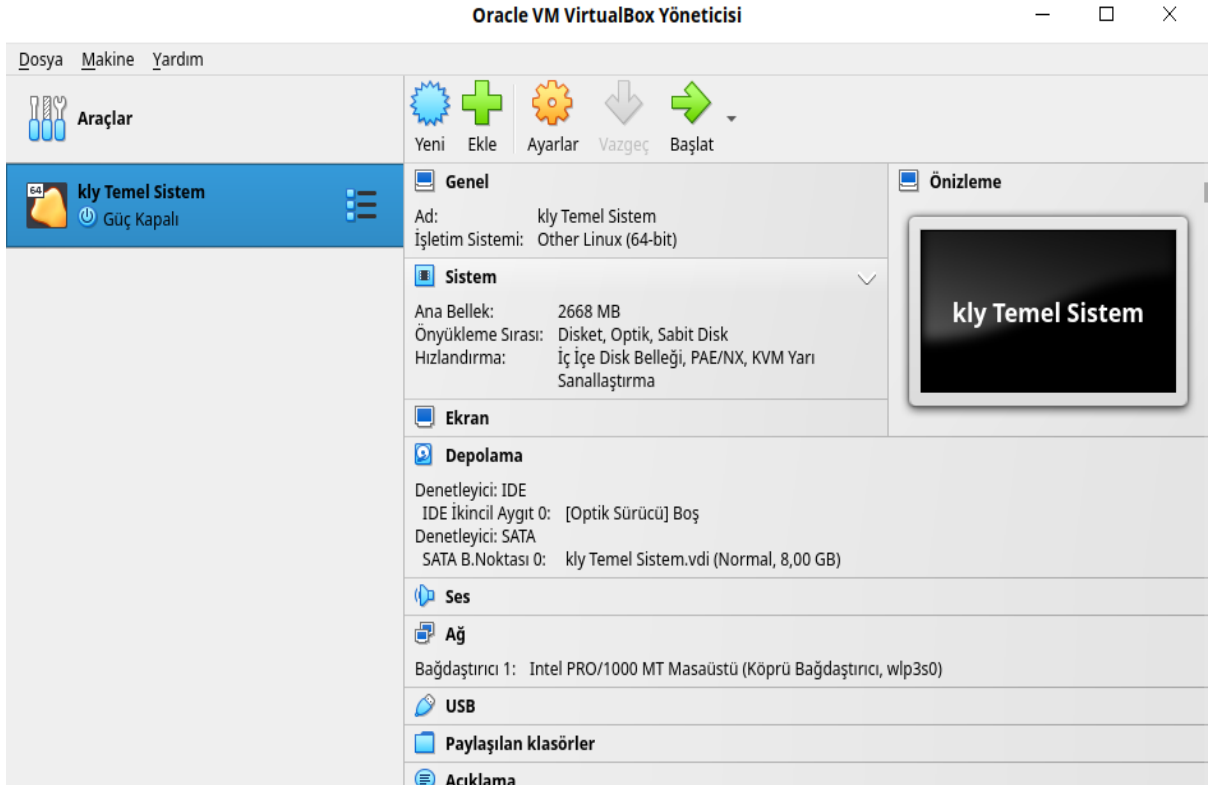 Oracle VM VirtualBox Yöneticisi
Dosya Makine Yardım
Araçlar
Yeni Ekle Ayarlar Vazgeç Başlat
64
kly Temel Sistem
Güç Kapalı
Genel
Ad: kly Temel Sistem
İşletim Sistemi: Other Linux (64-bit)
Sistem
Ana Bellek: 2668 MB
Önyükleme Sırası: Disket, Optik, Sabit Disk
Hızlandırma: İç İçe Disk Belleği, PAE/NX, KVM Yarı
Sanallaştırma
Ekran
Önizleme
kly Temel Sistem
Depolama
Denetleyici: IDE
IDE İkincil Aygıt 0: [Optik Sürücü] Boş
Denetleyici: SATA
SATA B.Noktası 0: kly Temel Sistem.vdi (Normal, 8,00 GB)
Ses
Ağ
Bağdaştırıcı 1: Intel PRO/1000 MT Masaüstü (Köprü Bağdaştırıcı, wlp3s0)
USB
Paylaşılan klasörler
Açıklama